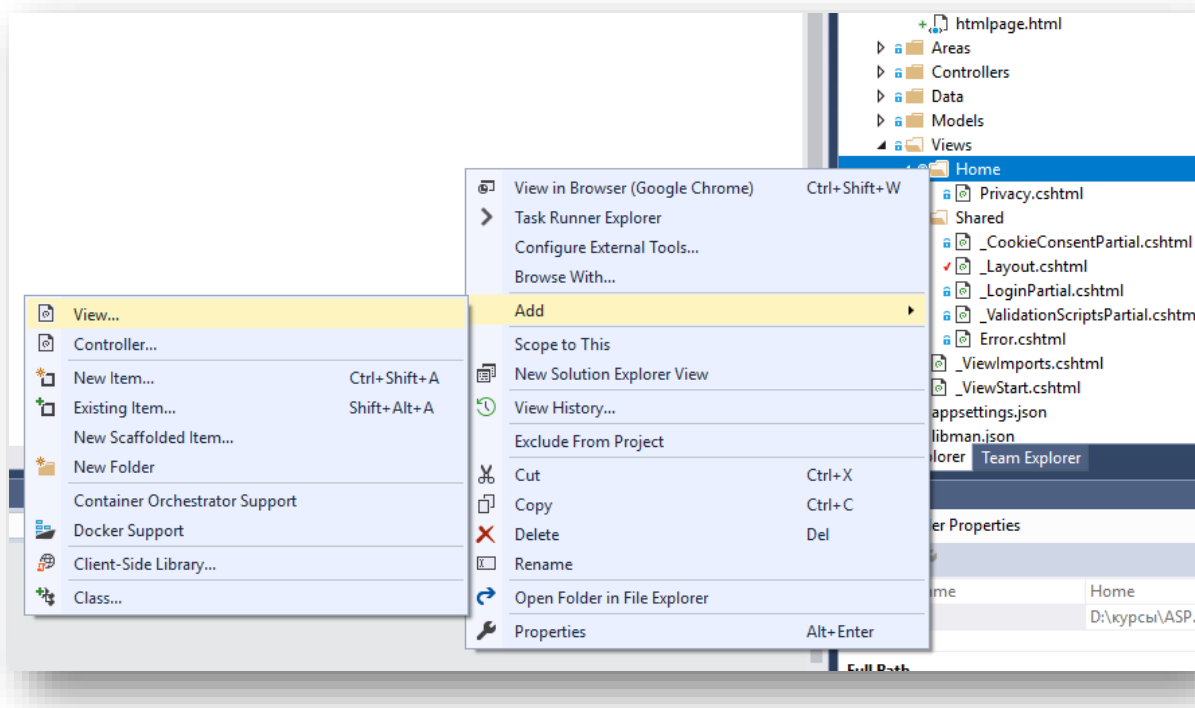 htmlpage.html
Areas
Controllers
Data
Models
Views
Home
Privacy.cshtml
Shared
_CookieConsentPartial.cshtml
_Layout.cshtml
_LoginPartial.cshtml
_ValidationScriptsPartial.cshtm
Error.cshtml
_ViewImports.cshtml
_ViewStart.cshtml
appsettings.json
libman.json
lorer Team Explorer
er Properties
me Home
D:\курсы\ASP.
Full Path
View in Browser (Google Chrome) Ctrl+Shift+W
Task Runner Explorer
Configure External Tools...
Browse With...
Add
Scope to This
New Solution Explorer View
View History...
Exclude From Project
Cut Ctrl+X
Copy Ctrl+C
Delete Del
Rename
Open Folder in File Explorer
Properties Alt+Enter
View...
Controller...
New Item... Ctrl+Shift+A
Existing Item... Shift+Alt+A
New Scaffolded Item...
New Folder
Container Orchestrator Support
Docker Support
Client-Side Library...
Class...